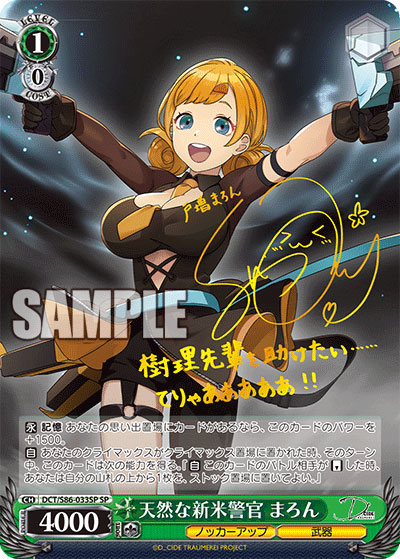 LEVEL
1
0
COST
戸増まろん
SAMPLE
樹理先輩を助けたい……
でりゃあああああ!!
永 記憶 あなたの思い出置場にカードがあるなら、このカードのパワーを
+1500。
自 あなたのクライマックスがクライマックス置場に置かれた時、そのターン
中、このカードは次の能力を得る。『自 このカードのバトル相手が した時、
あなたは自分の山札の上から1枚を、ストック置場に置いてよい。』
CH DCT/S86-033SP SP
POWER
4000
天然な新米警官 まろん
ノッカーアップ
武器
©D_CIDE TRAUMEREI PROJECT